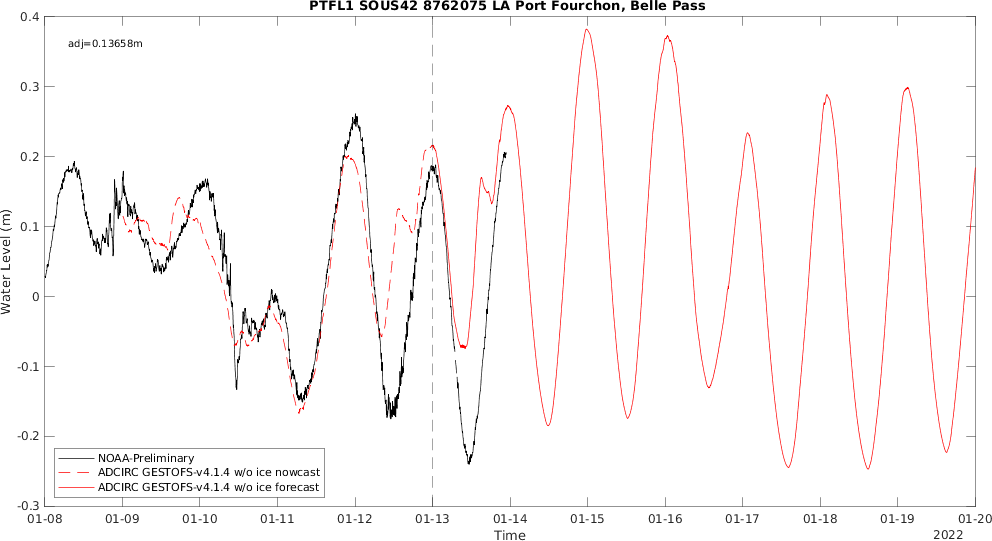 PTFL1 SOUS42 8762075 LA Port Fourchon, Belle Pass
adj=0.13658m
0.4
0.3
0.2
0.1
0
-0.1
-0.2
-0.3
Water Level (m)
NOAA-Preliminary
ADCIRC GESTOFS-v4.1.4 w/o ice nowcast
ADCIRC GESTOFS-v4.1.4 w/o ice forecast
01-08 01-09 01-10 01-11 01-12 01-13 01-14 01-15 01-16 01-17 01-18 01-19 01-20
Time
2022